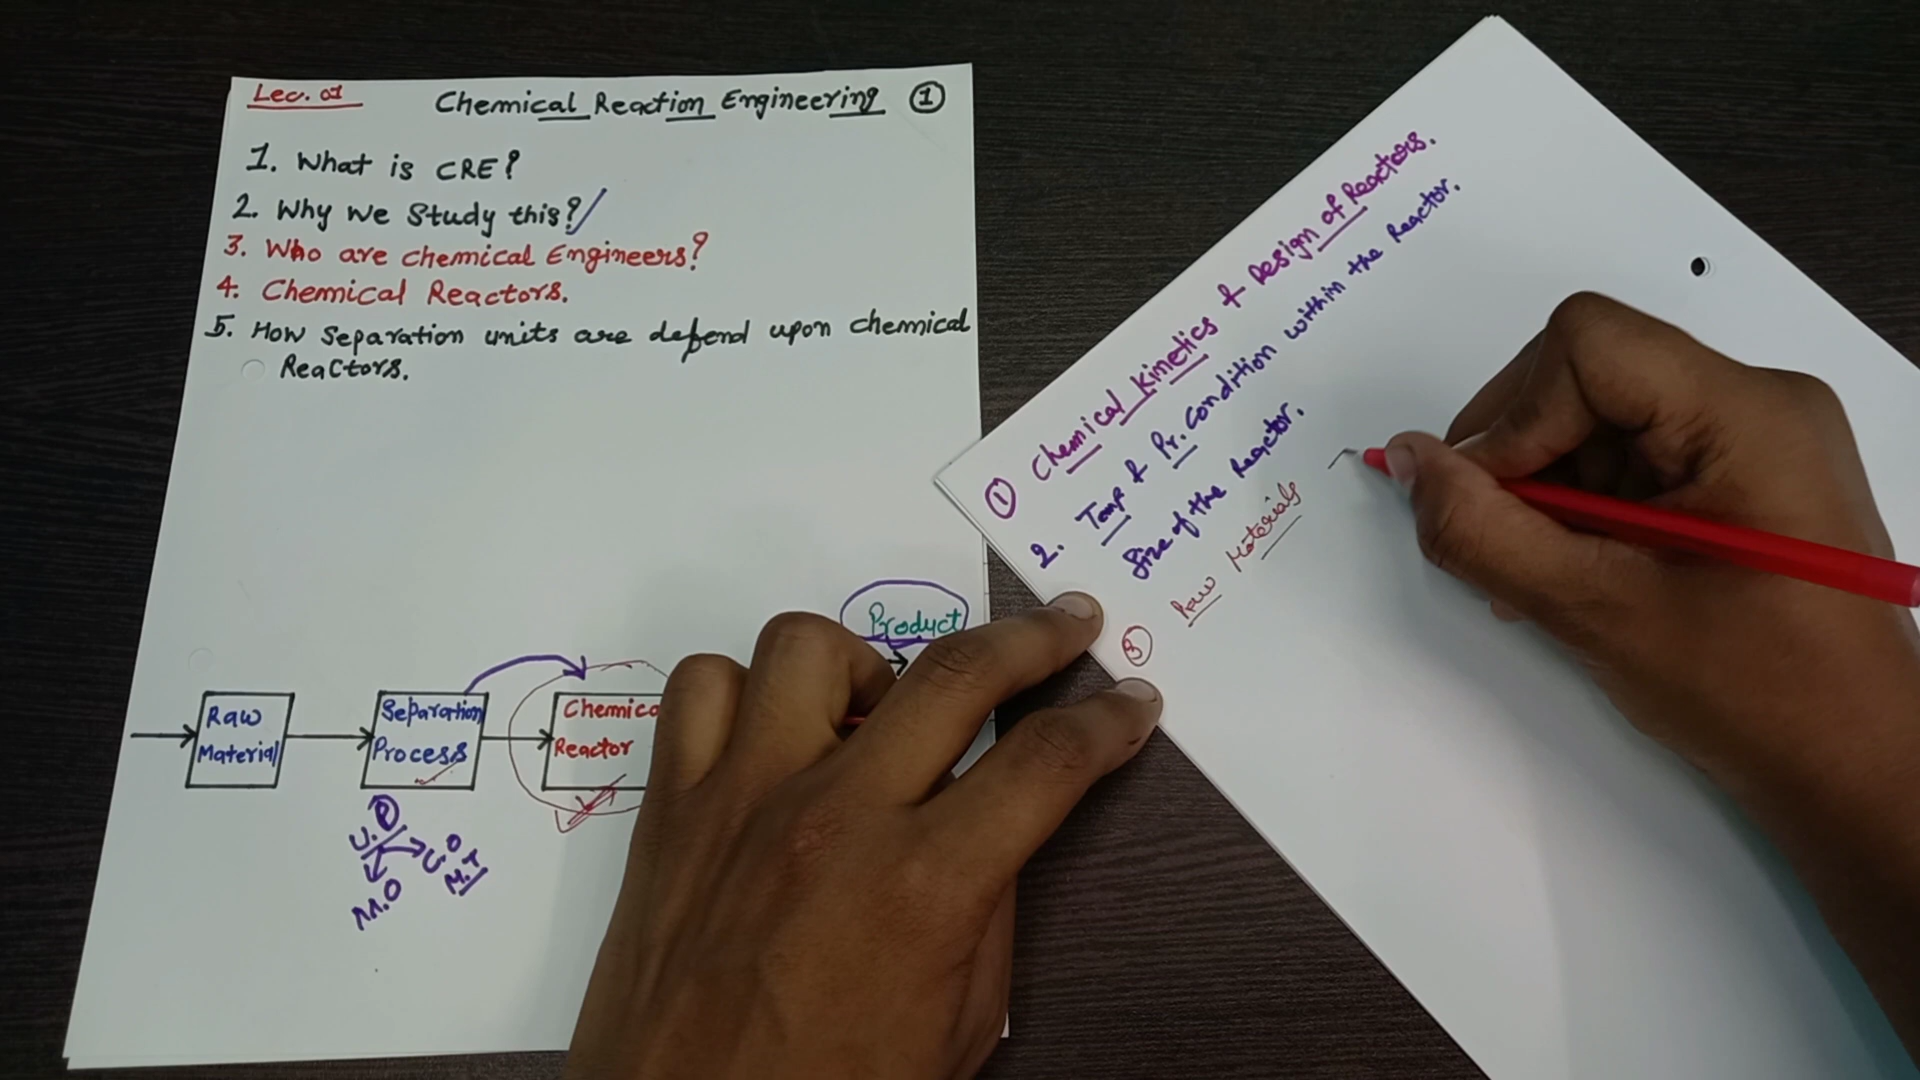 Lec. 01
Chemical Reaction Engineering ①
1. What is CRE?
2. Why We Study this?
3. Who are chemical Engineers?
4. Chemical Reactors.
5. How Separation units are depend upon chemical
Reactors.
Product
Raw
Material
Separation
Process
Chemica
Reactor
U.P
U.O
M.T
M.O
① Chemical Kinetics & Design of Reactors.
2. Temp & Pr. condition within the Reactor.
Size of the Reactor.
③ Raw Materials